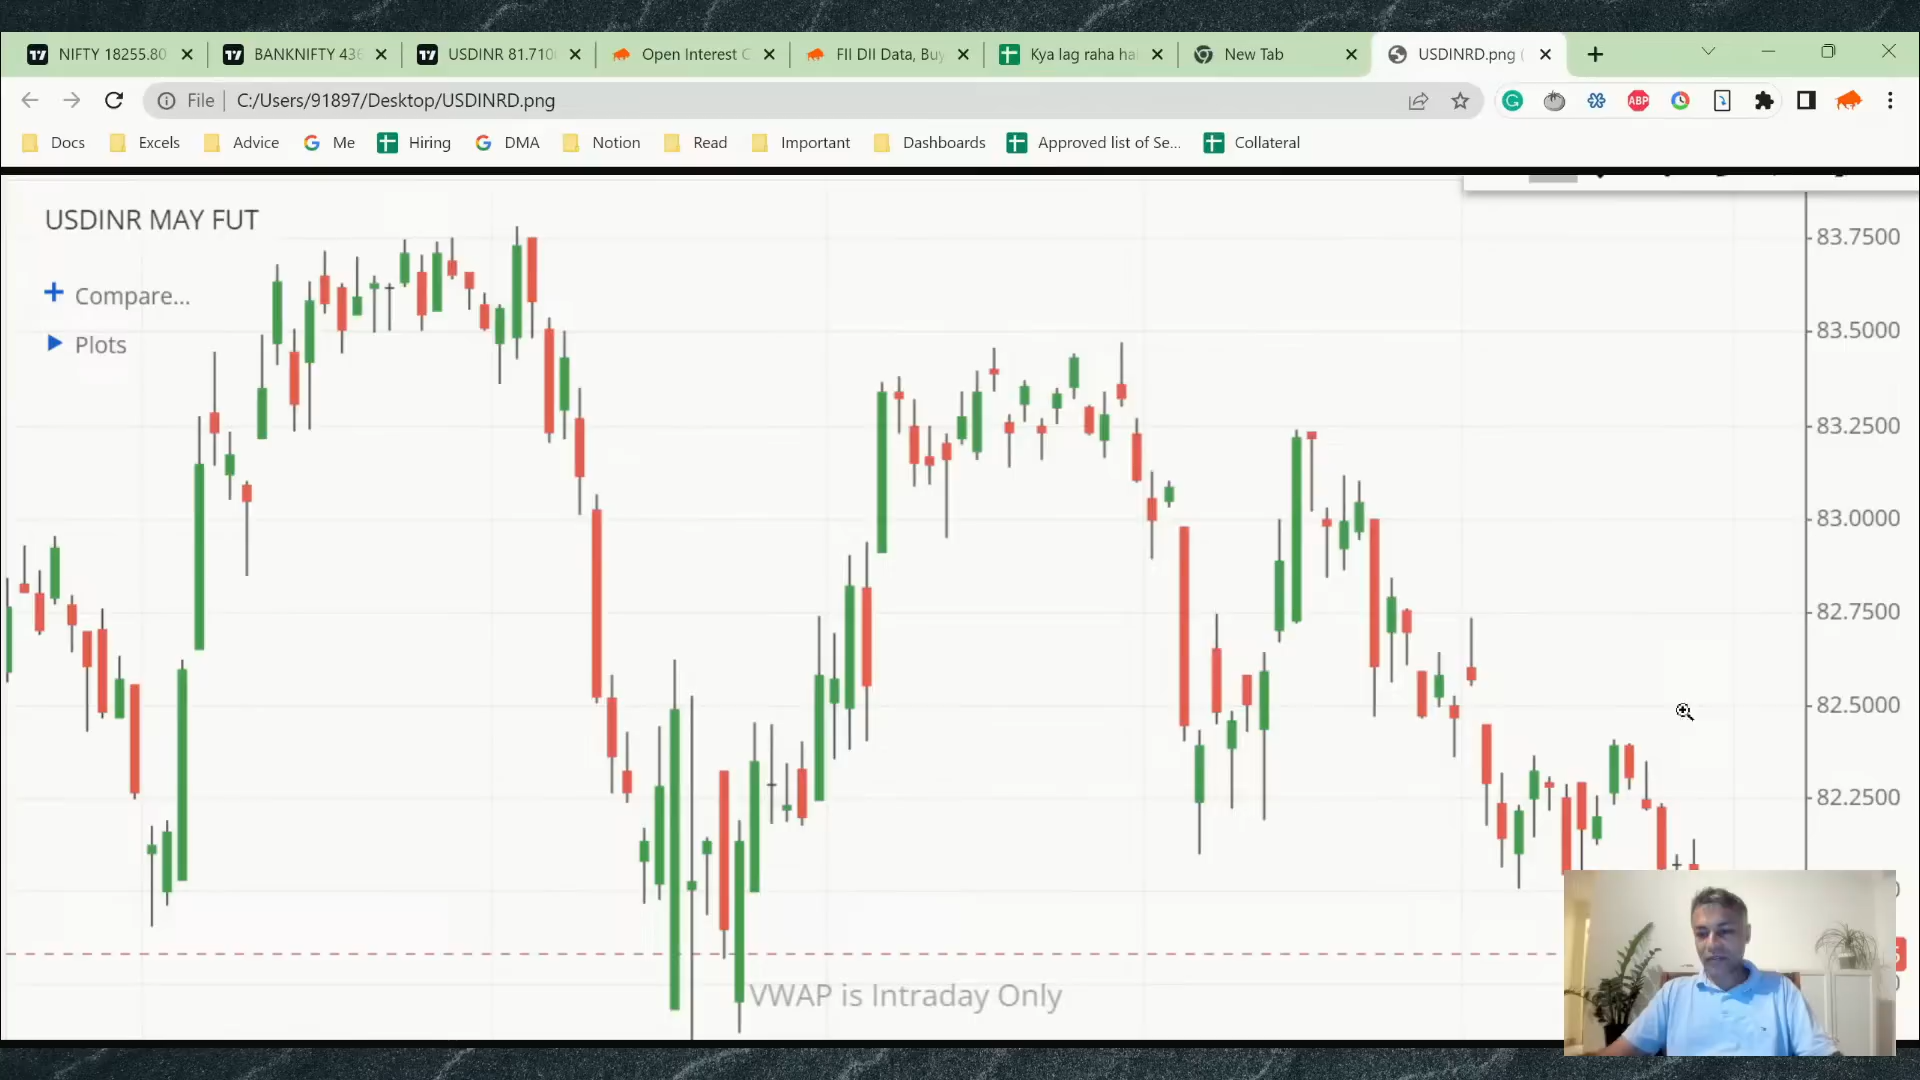 NIFTY 18255.80
BANKNIFTY 436
USDINR 81.710
Open Interest C
FII DII Data, Buy
Kya lag raha ha
New Tab
USDINRD.png (
File C:/Users/91897/Desktop/USDINRD.png
ABP
Docs
Excels
Advice
Me
Hiring
DMA
Notion
Read
Important
Dashboards
Approved list of Se...
Collateral
USDINR MAY FUT
Compare...
Plots
83.7500
83.5000
83.2500
83.0000
82.7500
82.5000
82.2500
VWAP is Intraday Only